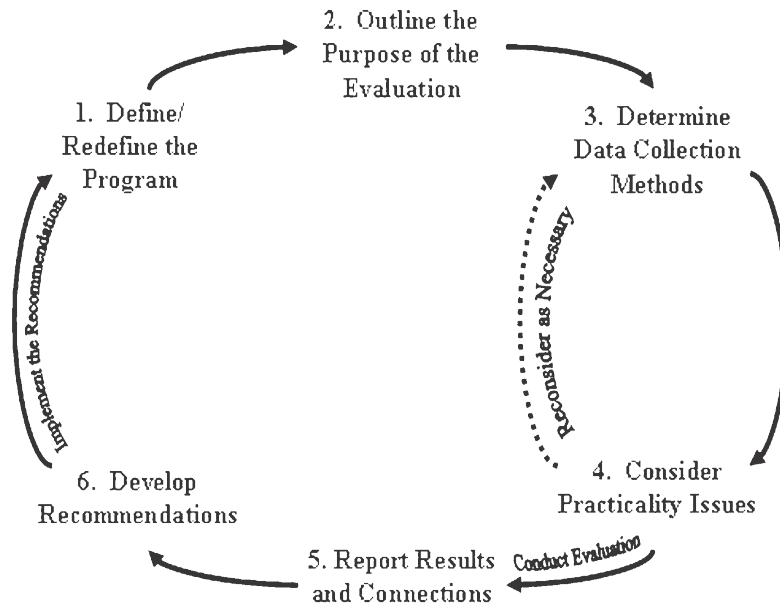 1. Define/
Redefine the
Program
2. Outline the
Purpose of the
Evaluation
3. Determine
Data Collection
Methods
Reconsider as Necessary
4. Consider
Practicality Issues
Conduct Evaluation
5. Report Results
and Connections
6. Develop
Recommendations
Implement the Recommendations